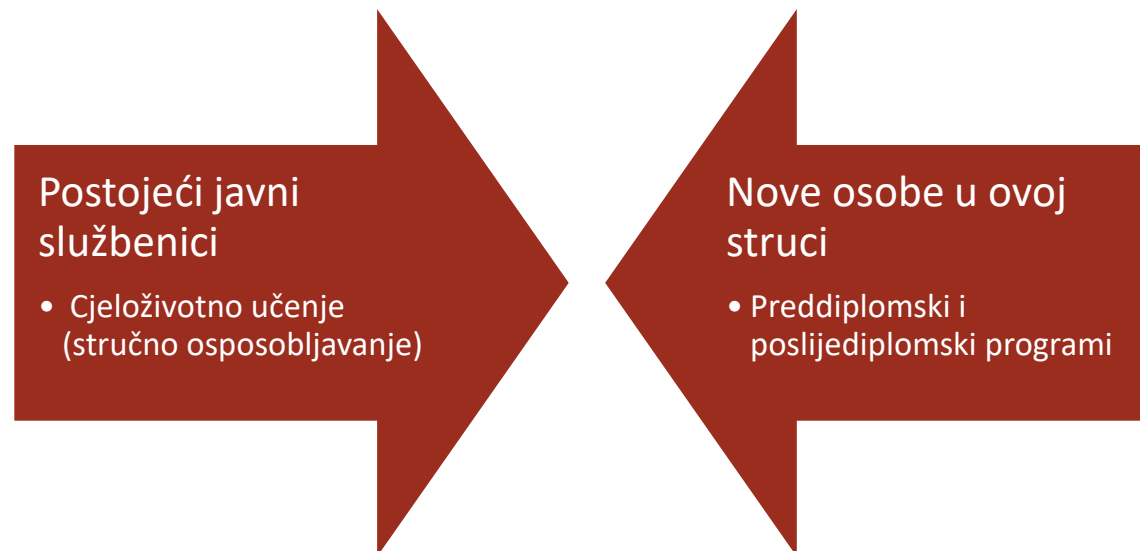 Postojeći javni
službenici
• Cjeloživotno učenje
(stručno osposobljavanje)
Nove osobe u ovoj
struci
• Preddiplomski i
poslijediplomski programi